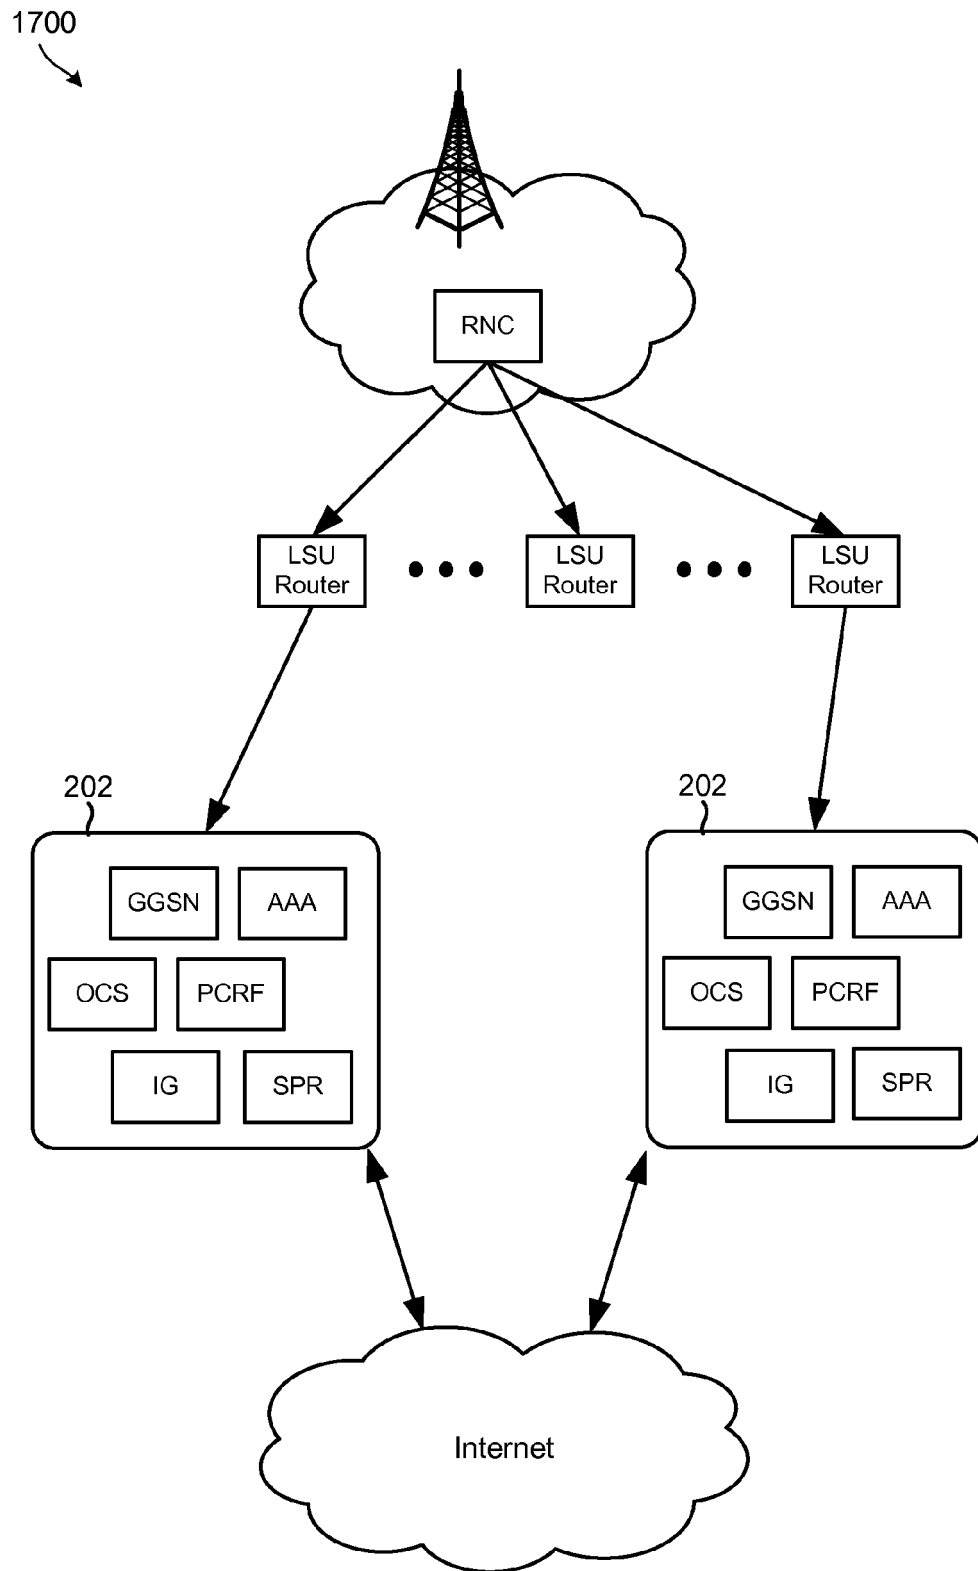 1700
RNC
LSU
Router
LSU
Router
LSU
Router
202
202
GGSN
AAA
OCS
PCRF
IG
SPR
GGSN
AAA
OCS
PCRF
IG
SPR
Internet